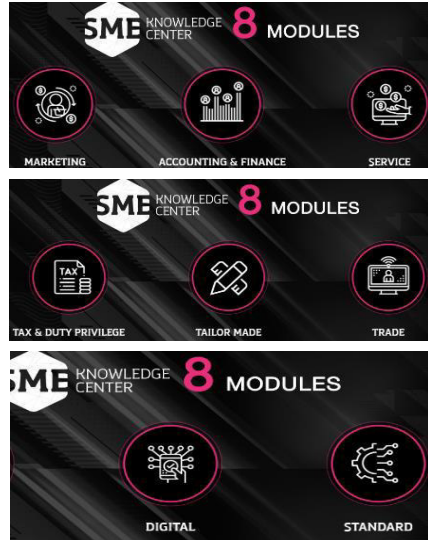 SME KNOWLEDGE CENTER 8 MODULES
MARKETING ACCOUNTING & FINANCE SERVICE
SME KNOWLEDGE CENTER 8 MODULES
TAX
TAX & DUTY PRIVILEGE TAILOR MADE TRADE
SME KNOWLEDGE CENTER 8 MODULES
DIGITAL STANDARD